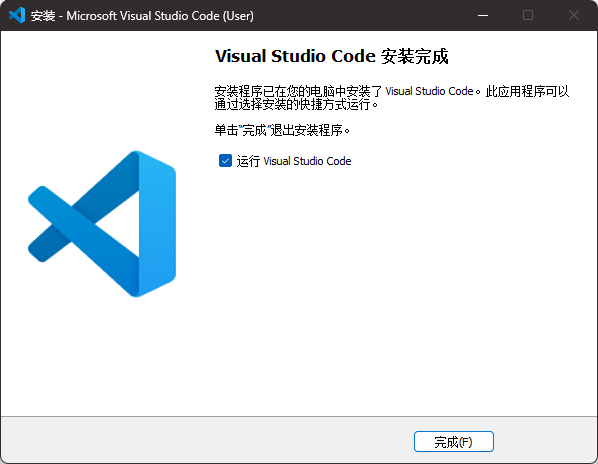 安装 - Microsoft Visual Studio Code (User)
Visual Studio Code 安装完成
安装程序已在您的电脑中安装了 Visual Studio Code。此应用程序可以
通过选择安装的快捷方式运行。
单击“完成”退出安装程序。
运行 Visual Studio Code
完成(F)